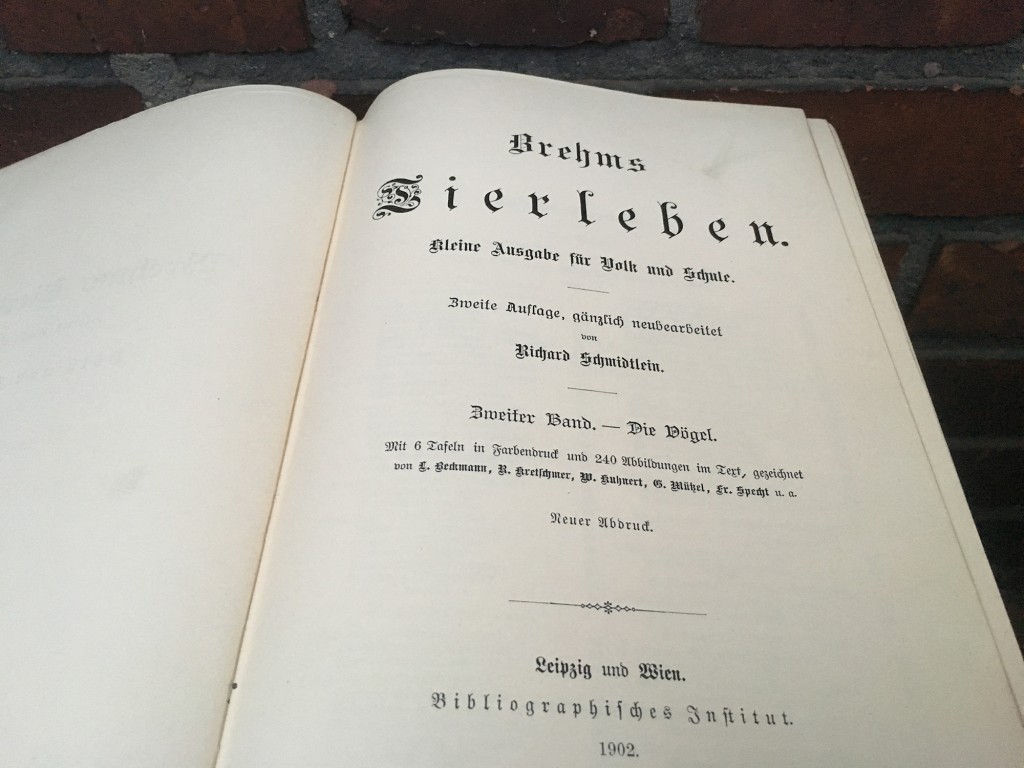 Brehms
Tierleben.
Kleine Ausgabe für Volk und Schule.
Zweite Auflage, gänzlich neubearbeitet
von
Richard Schmidtlein.
Zweiter Band. — Die Vögel.
Mit 6 Tafeln in Farbendruck und 240 Abbildungen im Text, gezeichnet
von L. Beckmann, R. Kretschmer, W. Kuhnert, G. Mützel, Fr. Specht u. a.
Neuer Abdruck.
Leipzig und Wien.
Bibliographisches Institut.
1902.